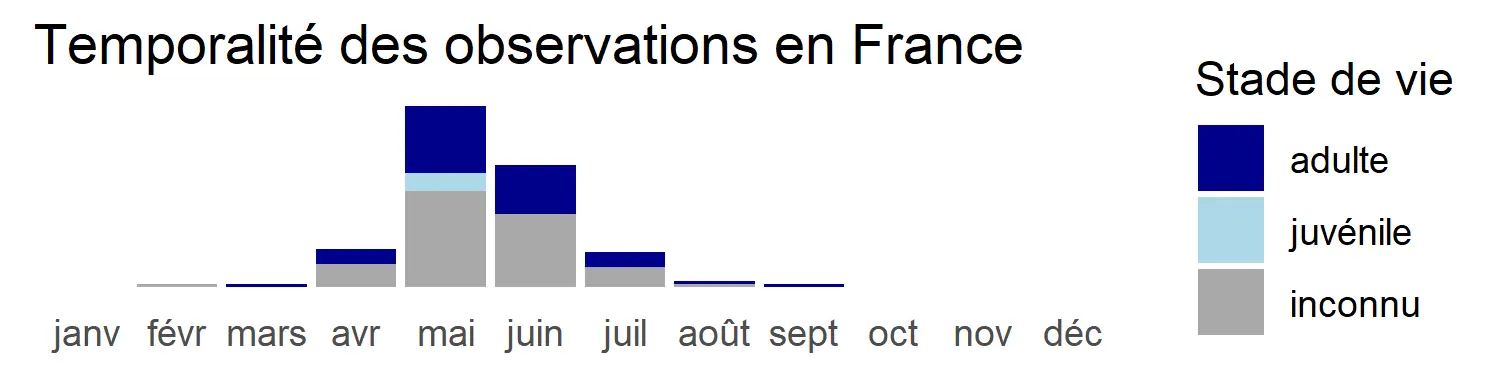 Temporalité des observations en France
Stade de vie
adulte
juvénile
inconnu
janv févr mars avr mai juin juil août sept oct nov déc